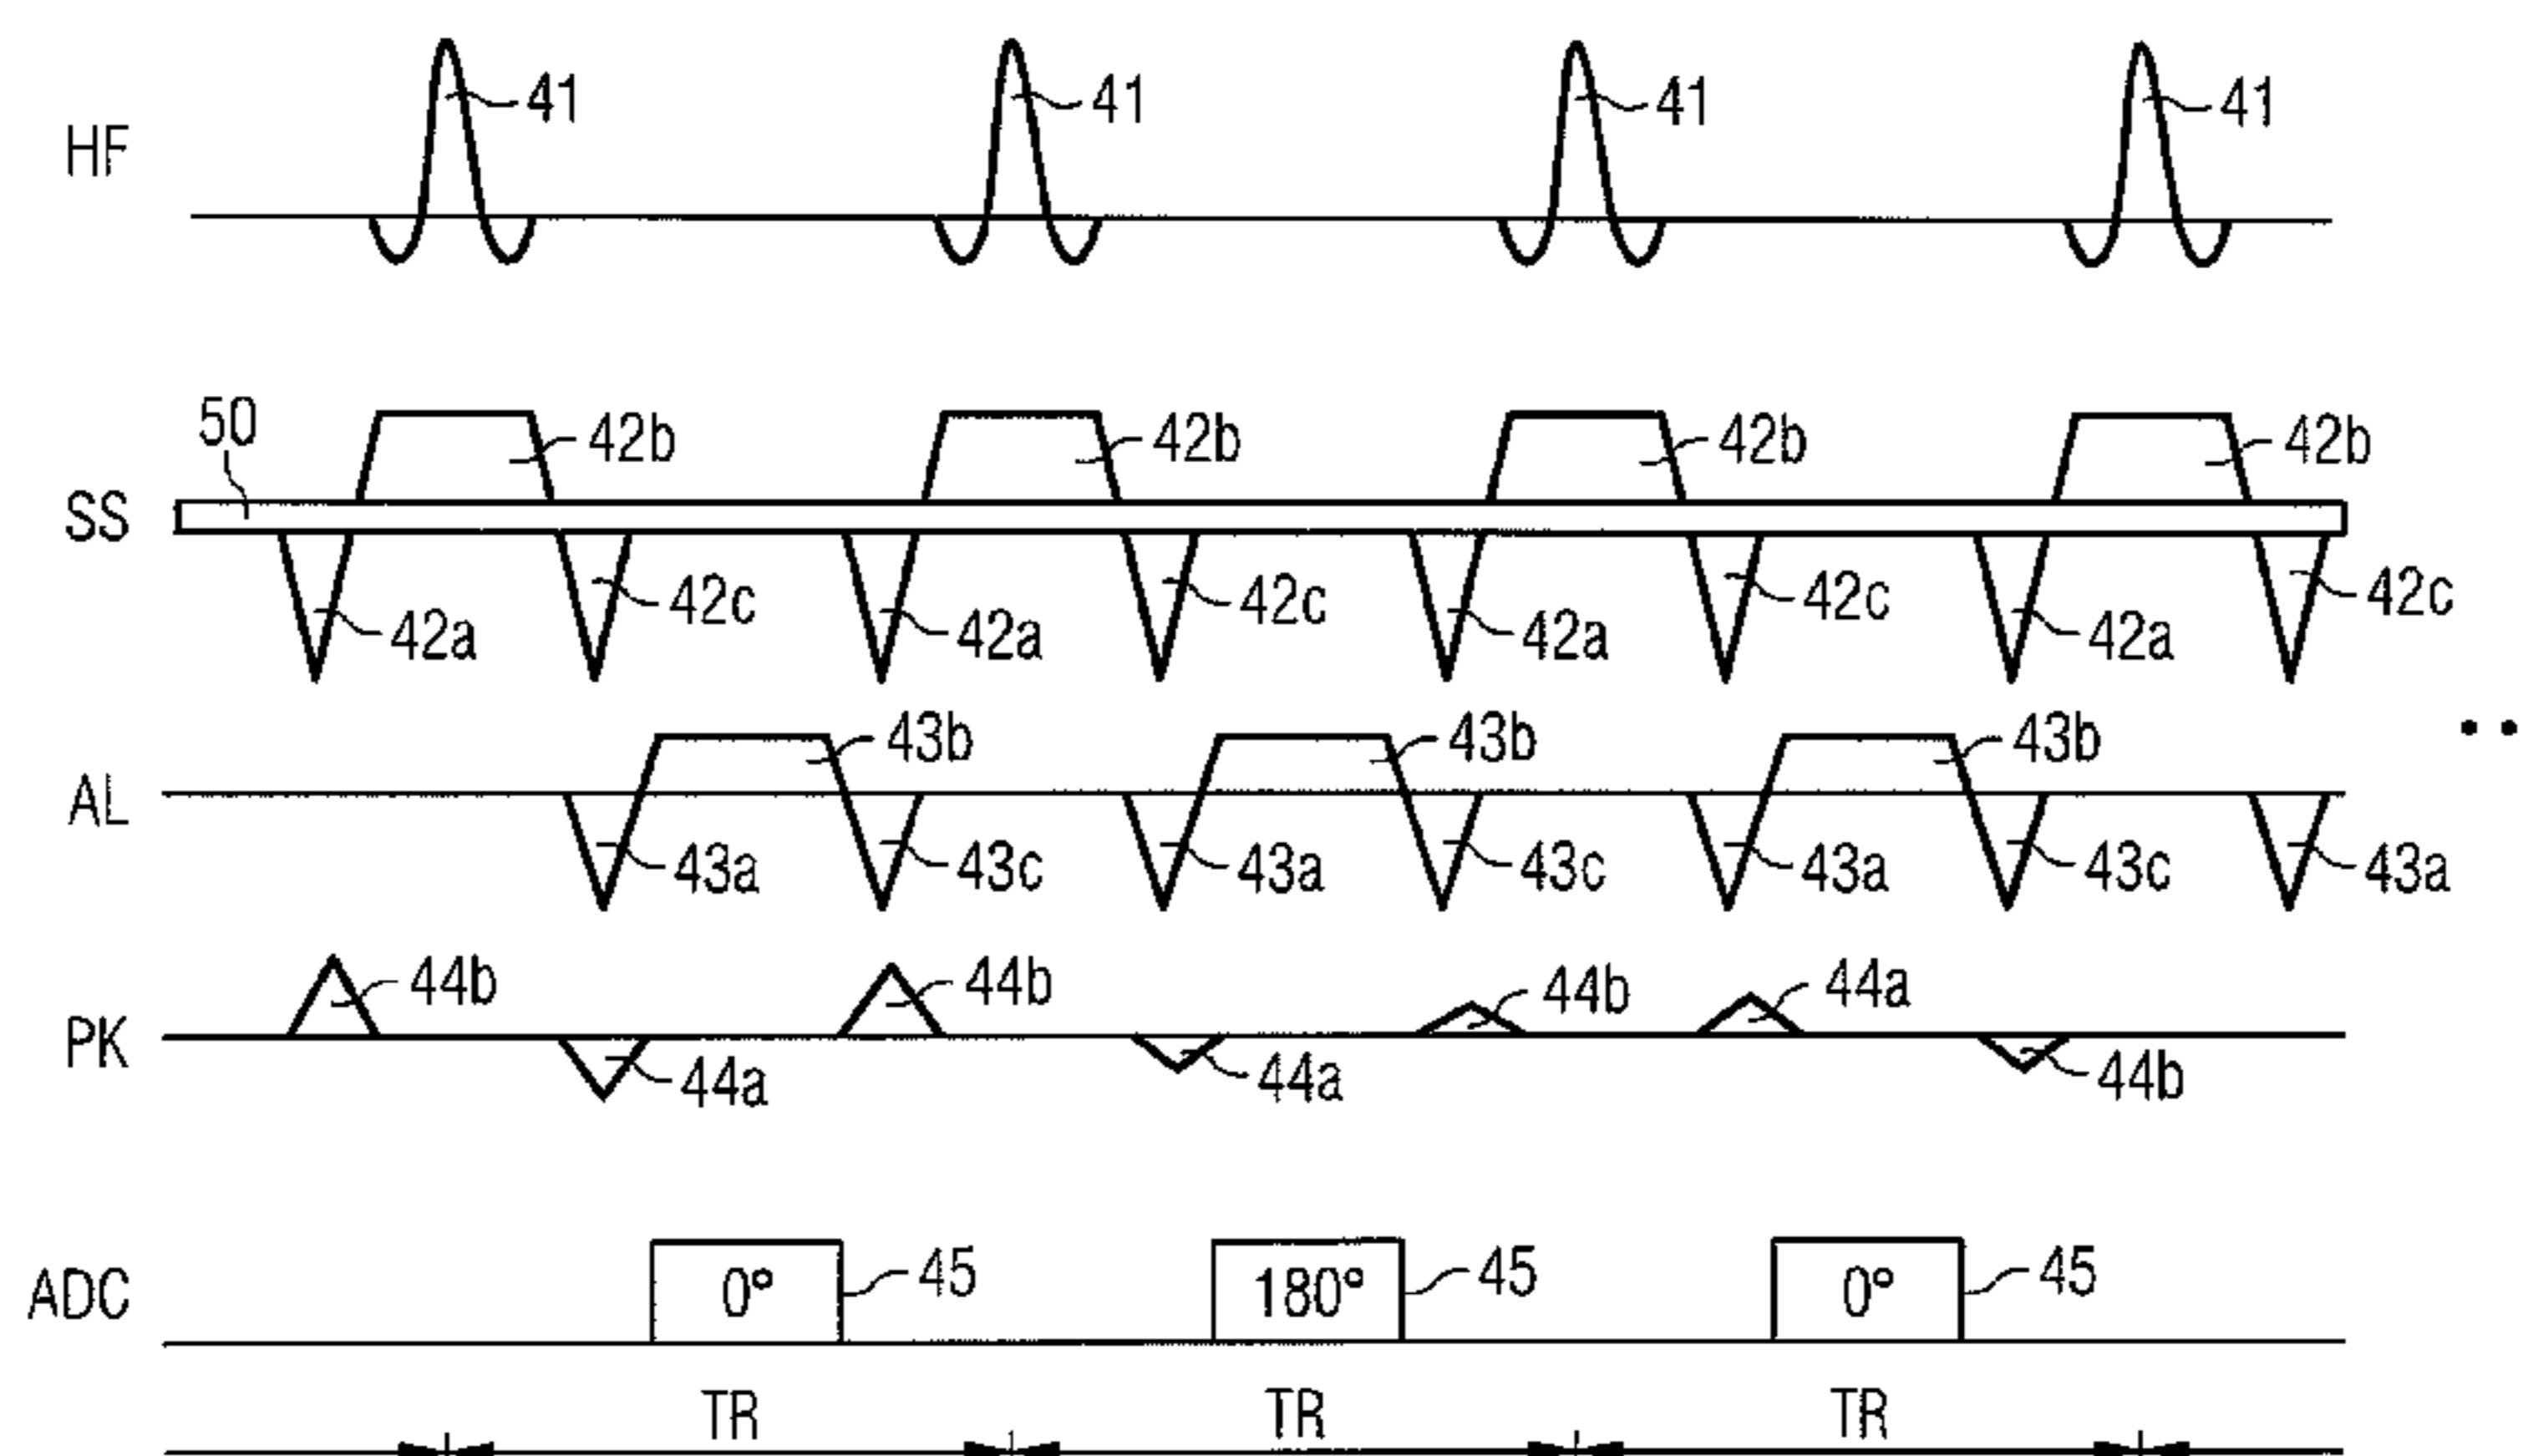 HF 41 41 41 41
50 42b 42b 42b 42b
SS
42a 42c 42a 42c 42a 42c 42a 42c
43b 43b 43b
AL
43a 43c 43a 43c 43a 43c 43a
44b 44b 44b 44a
PK
44a 44a 44b
ADC 0° 45 180° 45 0° 45
TR TR TR